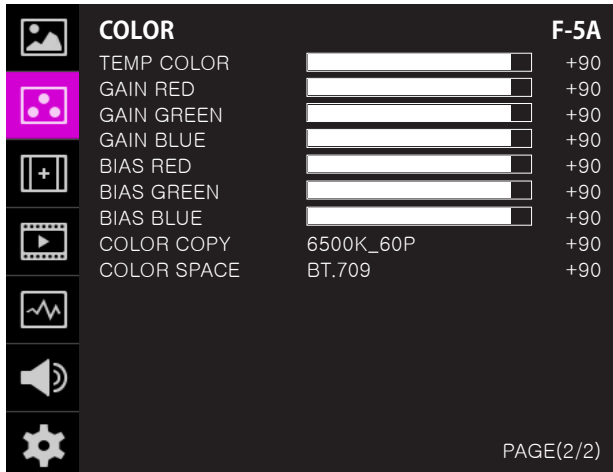 COLOR F-5A
TEMP COLOR +90
GAIN RED +90
GAIN GREEN +90
GAIN BLUE +90
BIAS RED +90
BIAS GREEN +90
BIAS BLUE +90
COLOR COPY 6500K_60P +90
COLOR SPACE BT.709 +90
PAGE(2/2)